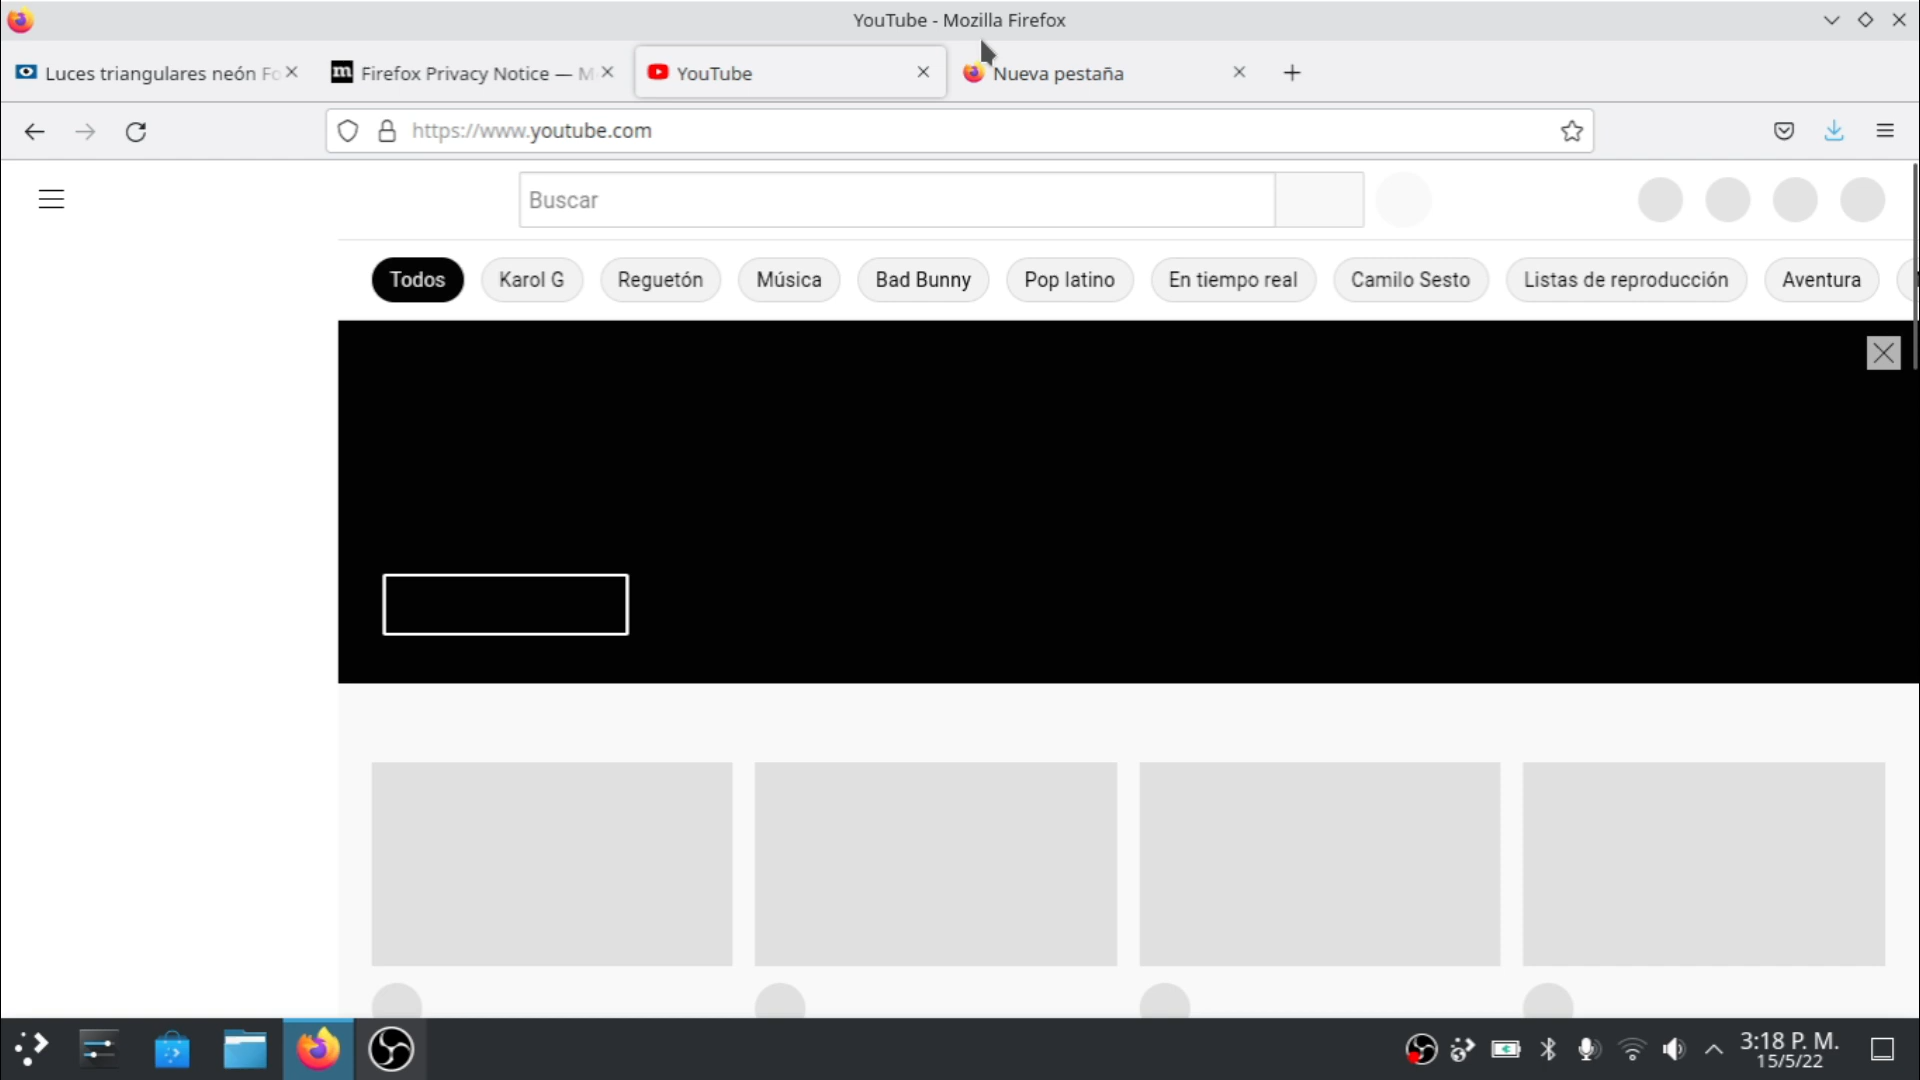 YouTube - Mozilla Firefox
Luces triangulares neón Fo
Firefox Privacy Notice — M
YouTube
Nueva pestaña
https://www.youtube.com
Buscar
Todos
Karol G
Reguetón
Música
Bad Bunny
Pop latino
En tiempo real
Camilo Sesto
Listas de reproducción
Aventura
3:18 P. M.
15/5/22